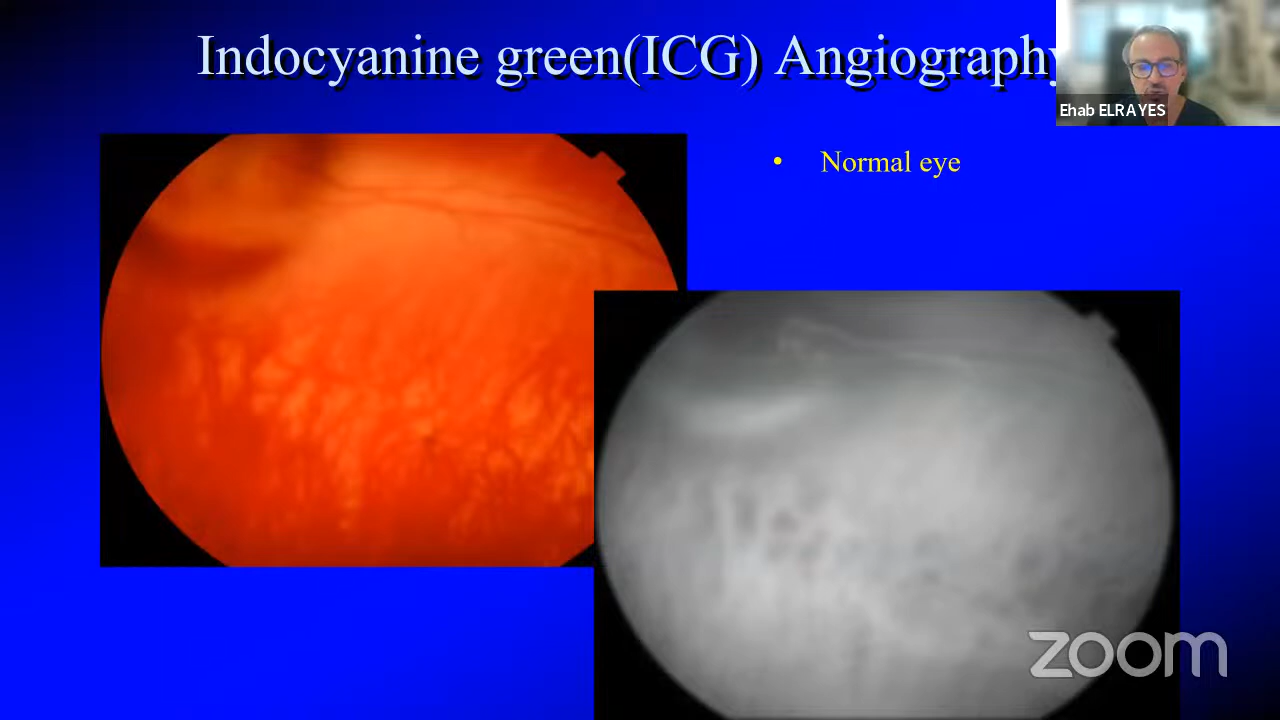 Indocyanine green(ICG) Angiography
Ehab ELRAYES
• Normal eye
zoom